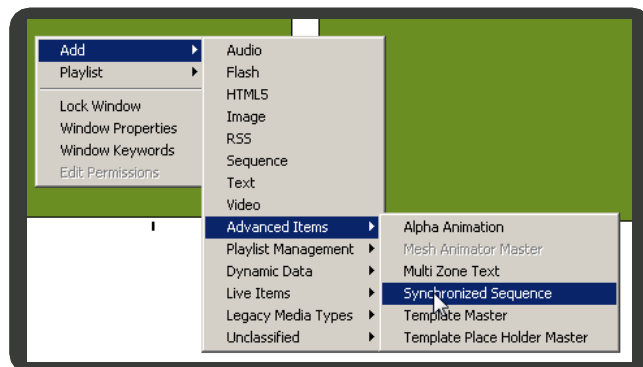 Add
Playlist
Lock Window
Window Properties
Window Keywords
Edit Permissions
Audio
Flash
HTML5
Image
RSS
Sequence
Text
Video
Advanced Items
Playlist Management
Dynamic Data
Live Items
Legacy Media Types
Unclassified
Alpha Animation
Mesh Animator Master
Multi Zone Text
Synchronized Sequence
Template Master
Template Place Holder Master